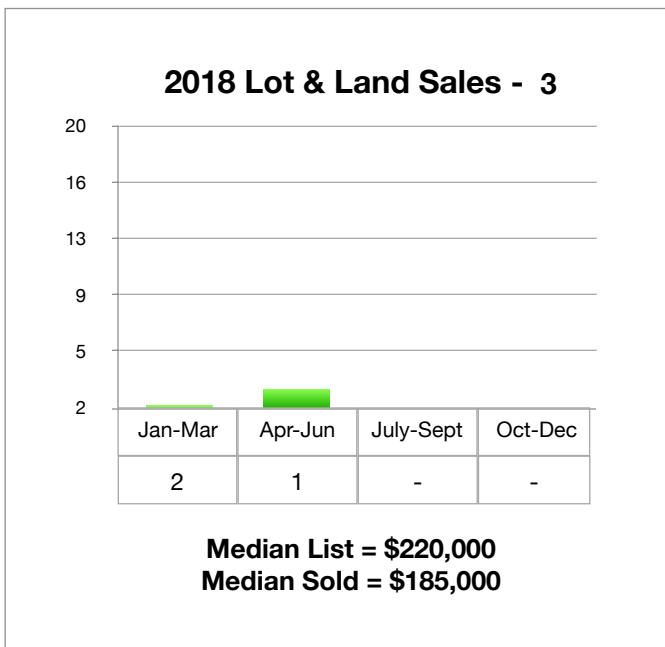 2018 Lot & Land Sales - 3
20
16
13
9
5
2
Jan-Mar Apr-Jun July-Sept Oct-Dec
2 1 - -
Median List = $220,000
Median Sold = $185,000